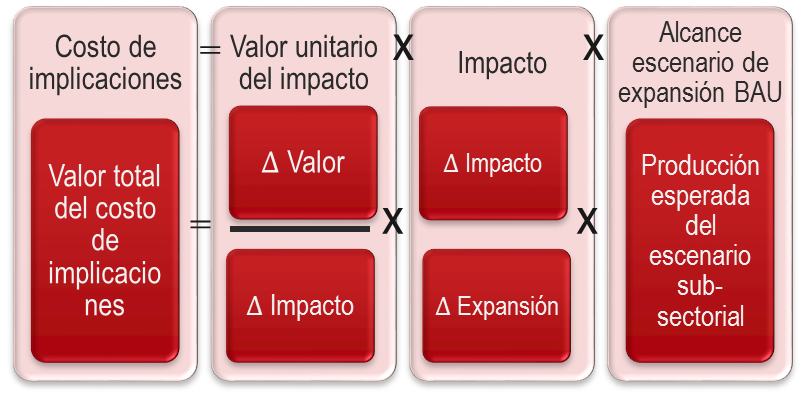 Costo de
implicaciones
=
Valor unitario
del impacto
X
Impacto
X
Alcance
escenario de
expansión BAU
Valor total
del costo
de
implicacio
nes
=
Δ Valor
Δ Impacto
X
Δ Impacto
Δ Expansión
X
Producción
esperada
del
escenario
sub-
sectorial